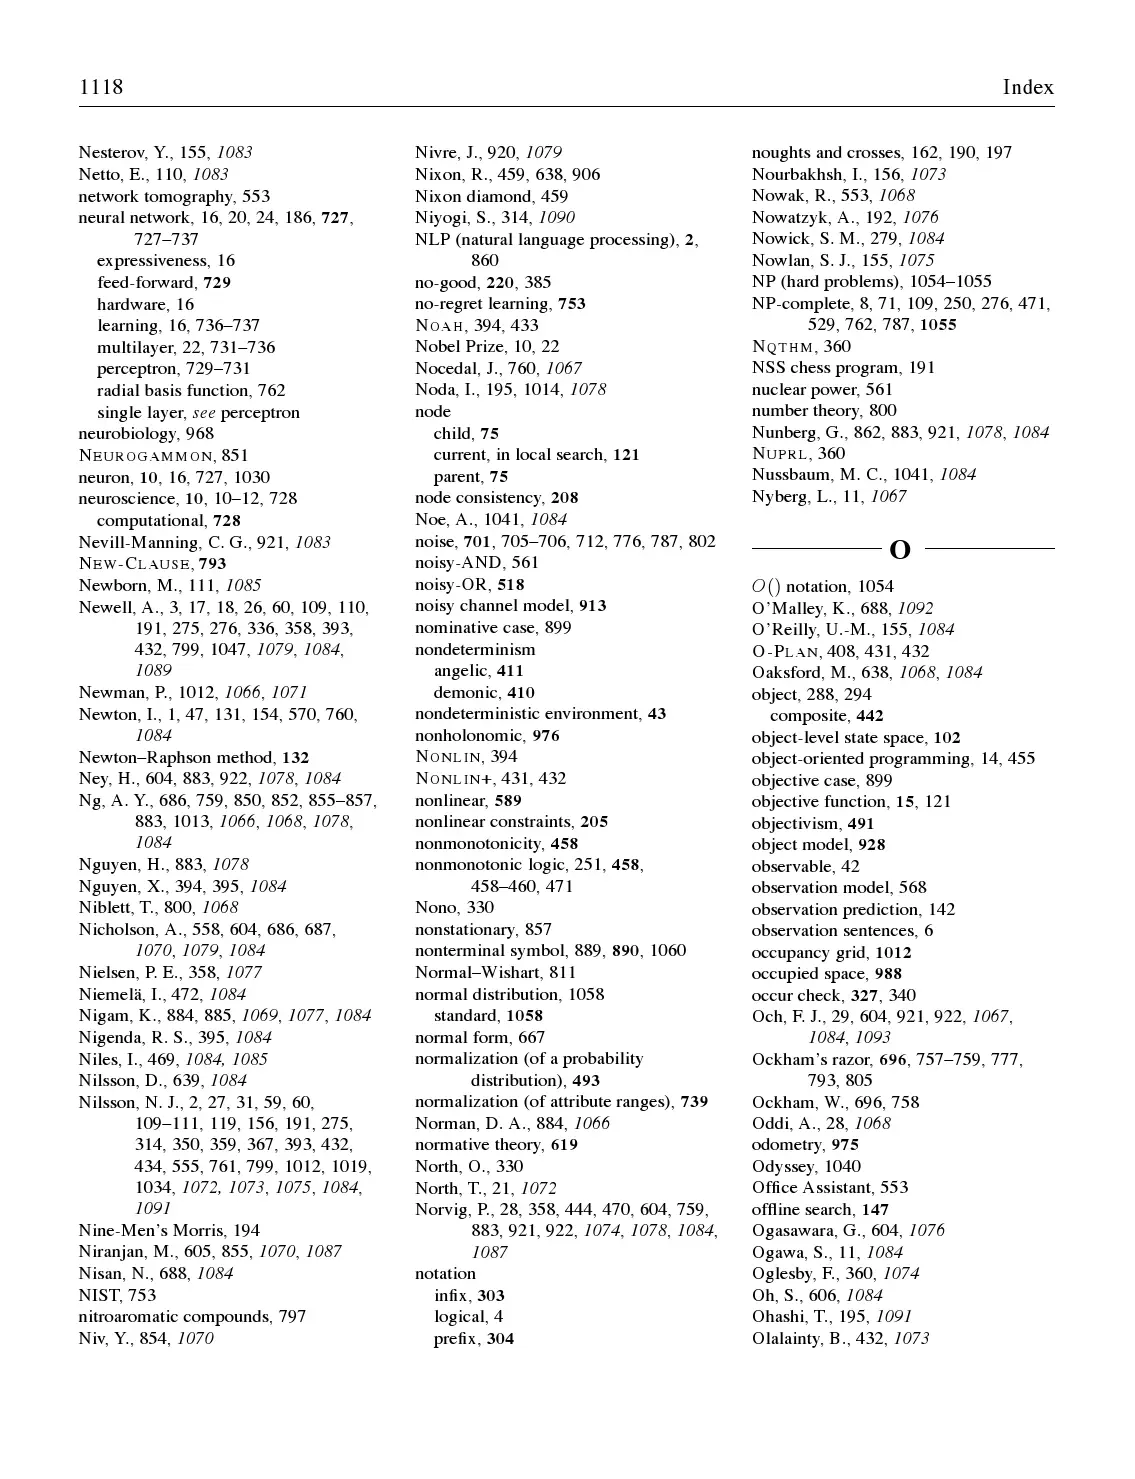 1118
Index
Nesterov, Y., 155, 1083
Netto, E., 110, 1083
network tomography, 553
neural network, 16, 20, 24, 186, 727,
727–737
expressiveness, 16
feed-forward, 729
hardware, 16
learning, 16, 736–737
multilayer, 22, 731–736
perceptron, 729–731
radial basis function, 762
single layer, see perceptron
neurobiology, 968
NEUROGAMMON, 851
neuron, 10, 16, 727, 1030
neuroscience, 10, 10–12, 728
computational, 728
Nevill-Manning, C. G., 921, 1083
NEW-CLAUSE, 793
Newborn, M., 111, 1085
Newell, A., 3, 17, 18, 26, 60, 109, 110,
191, 275, 276, 336, 358, 393,
432, 799, 1047, 1079, 1084,
1089
Newman, P., 1012, 1066, 1071
Newton, I., 1, 47, 131, 154, 570, 760,
1084
Newton–Raphson method, 132
Ney, H., 604, 883, 922, 1078, 1084
Ng, A. Y., 686, 759, 850, 852, 855–857,
883, 1013, 1066, 1068, 1078,
1084
Nguyen, H., 883, 1078
Nguyen, X., 394, 395, 1084
Niblett, T., 800, 1068
Nicholson, A., 558, 604, 686, 687,
1070, 1079, 1084
Nielsen, P. E., 358, 1077
Niemelä, I., 472, 1084
Nigam, K., 884, 885, 1069, 1077, 1084
Nigenda, R. S., 395, 1084
Niles, I., 469, 1084, 1085
Nilsson, D., 639, 1084
Nilsson, N. J., 2, 27, 31, 59, 60,
109–111, 119, 156, 191, 275,
314, 350, 359, 367, 393, 432,
434, 555, 761, 799, 1012, 1019,
1034, 1072, 1073, 1075, 1084,
1091
Nine-Men's Morris, 194
Niranjan, M., 605, 855, 1070, 1087
Nisan, N., 688, 1084
NIST, 753
nitroaromatic compounds, 797
Niv, Y., 854, 1070
Nivre, J., 920, 1079
Nixon, R., 459, 638, 906
Nixon diamond, 459
Niyogi, S., 314, 1090
NLP (natural language processing), 2,
860
no-good, 220, 385
no-regret learning, 753
NOAH, 394, 433
Nobel Prize, 10, 22
Nocedal, J., 760, 1067
Noda, I., 195, 1014, 1078
node
child, 75
current, in local search, 121
parent, 75
node consistency, 208
Noe, A., 1041, 1084
noise, 701, 705–706, 712, 776, 787, 802
noisy-AND, 561
noisy-OR, 518
noisy channel model, 913
nominative case, 899
nondeterminism
angelic, 411
demonic, 410
nondeterministic environment, 43
nonholonomic, 976
NONLIN, 394
NONLIN+, 431, 432
nonlinear, 589
nonlinear constraints, 205
nonmonotonicity, 458
nonmonotonic logic, 251, 458,
458–460, 471
Nono, 330
nonstationary, 857
nonterminal symbol, 889, 890, 1060
Normal–Wishart, 811
normal distribution, 1058
standard, 1058
normal form, 667
normalization (of a probability
distribution), 493
normalization (of attribute ranges), 739
Norman, D. A., 884, 1066
normative theory, 619
North, O., 330
North, T., 21, 1072
Norvig, P., 28, 358, 444, 470, 604, 759,
883, 921, 922, 1074, 1078, 1084,
1087
notation
infix, 303
logical, 4
prefix, 304
noughts and crosses, 162, 190, 197
Nourbakhsh, I., 156, 1073
Nowak, R., 553, 1068
Nowatzyk, A., 192, 1076
Nowick, S. M., 279, 1084
Nowlan, S. J., 155, 1075
NP (hard problems), 1054–1055
NP-complete, 8, 71, 109, 250, 276, 471,
529, 762, 787, 1055
NQTHM, 360
NSS chess program, 191
nuclear power, 561
number theory, 800
Nunberg, G., 862, 883, 921, 1078, 1084
NUPRL, 360
Nussbaum, M. C., 1041, 1084
Nyberg, L., 11, 1067
O
O() notation, 1054
O'Malley, K., 688, 1092
O'Reilly, U.-M., 155, 1084
O-PLAN, 408, 431, 432
Oaksford, M., 638, 1068, 1084
object, 288, 294
composite, 442
object-level state space, 102
object-oriented programming, 14, 455
objective case, 899
objective function, 15, 121
objectivism, 491
object model, 928
observable, 42
observation model, 568
observation prediction, 142
observation sentences, 6
occupancy grid, 1012
occupied space, 988
occur check, 327, 340
Och, F. J., 29, 604, 921, 922, 1067,
1084, 1093
Ockham's razor, 696, 757–759, 777,
793, 805
Ockham, W., 696, 758
Oddi, A., 28, 1068
odometry, 975
Odyssey, 1040
Office Assistant, 553
offline search, 147
Ogasawara, G., 604, 1076
Ogawa, S., 11, 1084
Oglesby, F., 360, 1074
Oh, S., 606, 1084
Ohashi, T., 195, 1091
Olalainty, B., 432, 1073